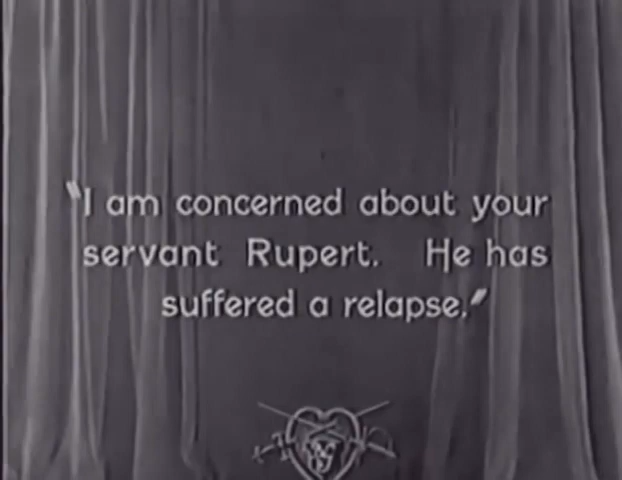 "I am concerned about your
servant Rupert. He has
suffered a relapse."